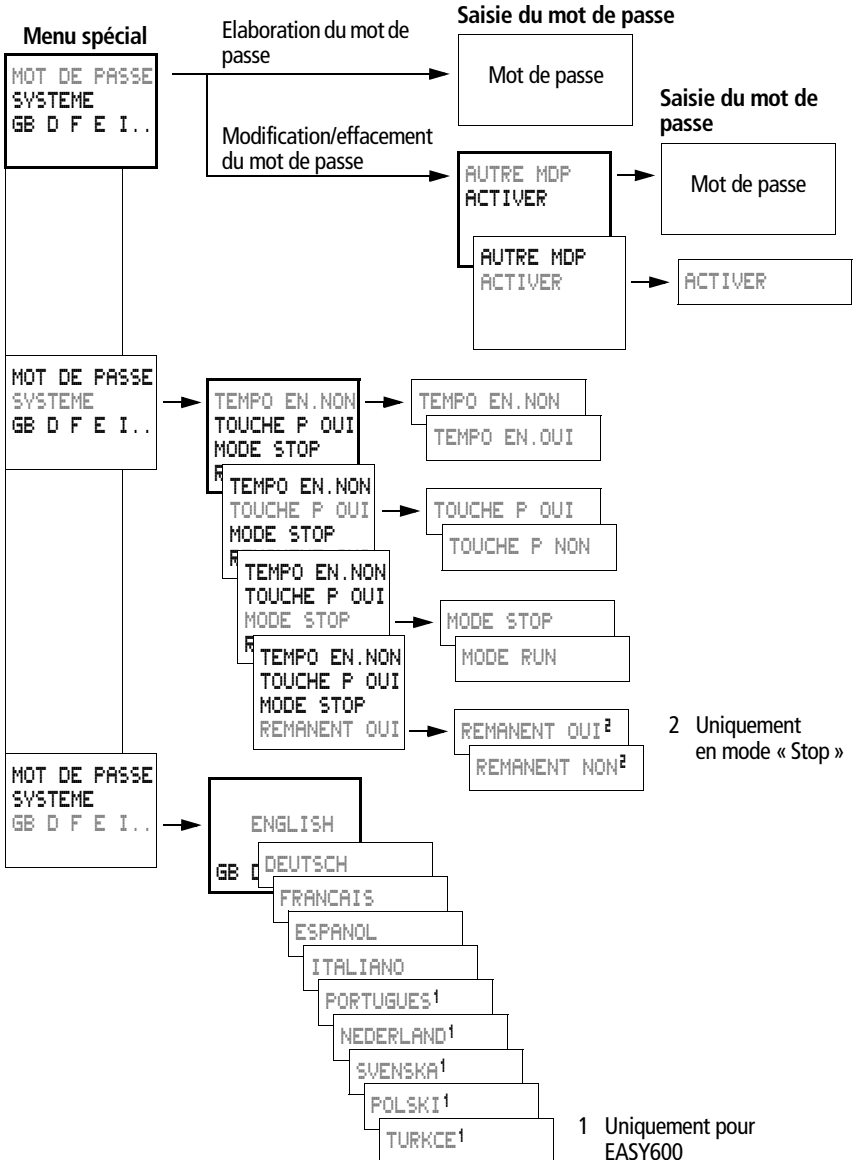 Menu spécial
Elaboration du mot de
passe
Saisie du mot de passe
MOT DE PASSE
SYSTEME
GB D F E I..
Mot de passe
Modification/effacement
du mot de passe
Saisie du mot de
passe
AUTRE MDP
ACTIVER
Mot de passe
AUTRE MDP
ACTIVER
ACTIVER
MOT DE PASSE
SYSTEME
GB D F E I..
TEMPO EN.NON
TOUCHE P OUI
MODE STOP
R
TEMPO EN.NON
TEMPO EN.OUI
TEMPO EN.NON
TOUCHE P OUI
MODE STOP
R
TOUCHE P OUI
TOUCHE P NON
TEMPO EN.NON
TOUCHE P OUI
MODE STOP
R
MODE STOP
MODE RUN
TEMPO EN.NON
TOUCHE P OUI
MODE STOP
REMANENT OUI
REMANENT OUI2
REMANENT NON2
2 Uniquement
en mode « Stop »
MOT DE PASSE
SYSTEME
GB D F E I..
ENGLISH
GB D
DEUTSCH
FRANCAIS
ESPANOL
ITALIANO
PORTUGUES1
NEDERLAND1
SVENSKA1
POLSKI1
TURKCE1
1 Uniquement pour
EASY600